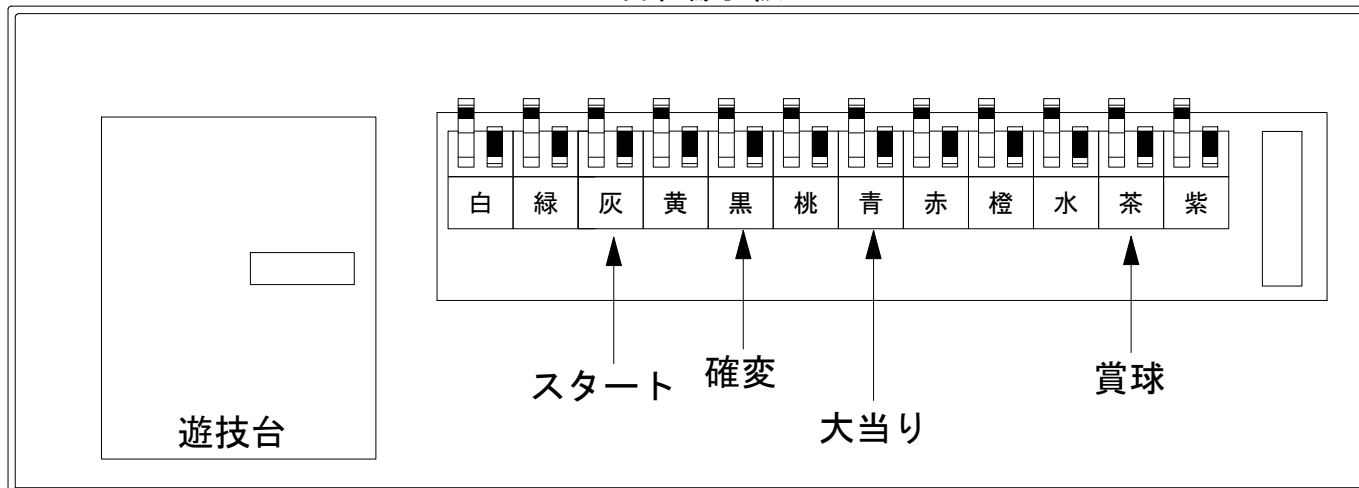 白 緑 灰 黄 黒 桃 青 赤 橙 水 茶 紫
スタート
確変
大当り
賞球
遊技台